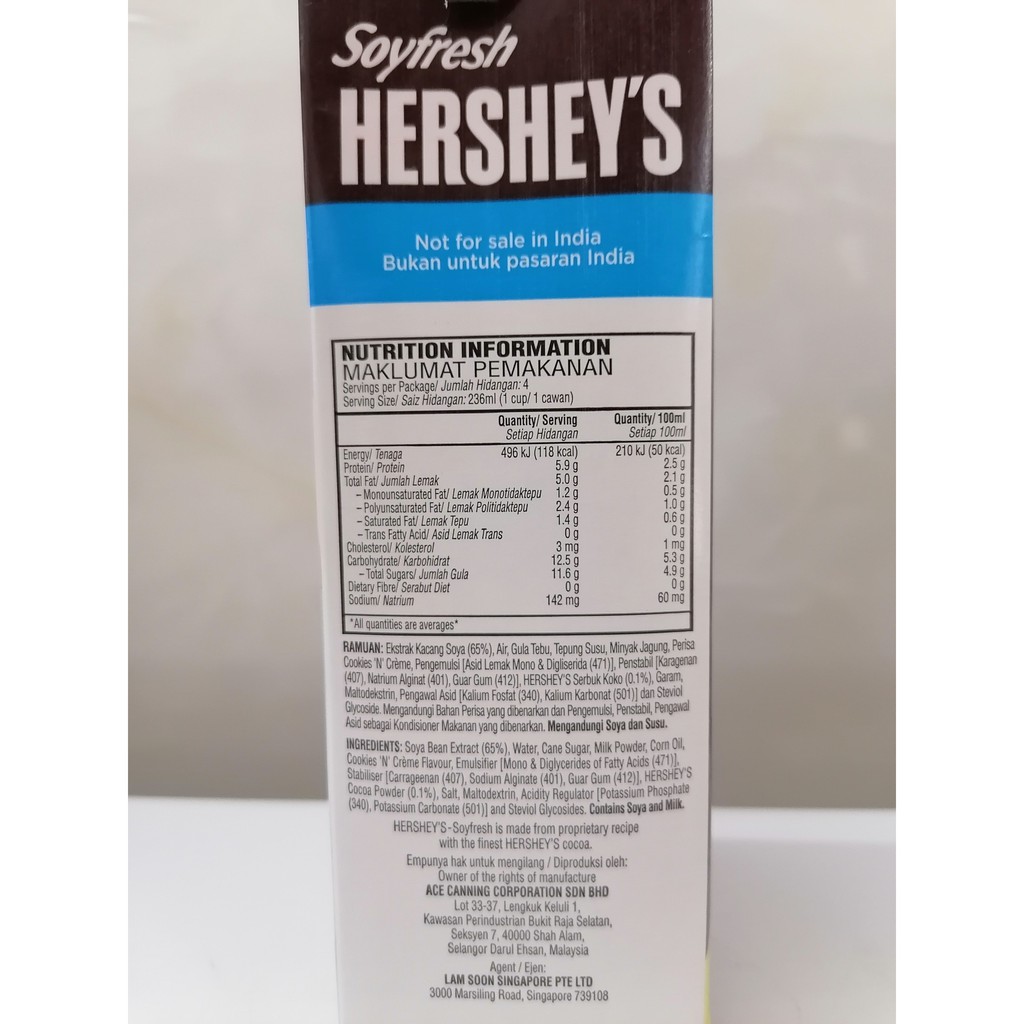 Soyfresh
HERSHEY'S
Not for sale in India
Bukan untuk pasaran India
NUTRITION INFORMATION
MAKLUMAT PEMAKANAN
Servings per Package/ Jumlah Hidangan: 4
Serving Size/ Saiz Hidangan: 236ml (1 cup/ 1 cawan)
Quantity/ Serving Quantity/ 100ml
Setiap Hidangan Setiap 100ml
Energy/ Tenaga 496 kJ (118 kcal) 210 kJ (50 kcal)
Protein/ Protein 5.9 g 2.5 g
Total Fat/ Jumlah Lemak 5.0 g 2.1 g
– Monounsaturated Fat/ Lemak Monotidaktepu 1.2 g 0.5 g
– Polyunsaturated Fat/ Lemak Politidaktepu 2.4 g 1.0 g
– Saturated Fat/ Lemak Tepu 1.4 g 0.6 g
– Trans Fatty Acid/ Asid Lemak Trans 0 g 0 g
Cholesterol/ Kolesterol 3 mg 1 mg
Carbohydrate/ Karbohidrat 12.5 g 5.3 g
– Total Sugars/ Jumlah Gula 11.6 g 4.9 g
Dietary Fibre/ Serabut Diet 0 g 0 g
Sodium/ Natrium 142 mg 60 mg
*All quantities are averages*
RAMUAN: Ekstrak Kacang Soya (65%), Air, Gula Tebu, Tepung Susu, Minyak Jagung, Perisa
Cookies 'N' Crème, Pengemulsi [Asid Lemak Mono & Digliserida (471)], Penstabil [Karagenan
(407), Natrium Alginat (401), Guar Gum (412)], HERSHEY'S Serbuk Koko (0.1%), Garam,
Maltodekstrin, Pengawal Asid [Kalium Fosfat (340), Kalium Karbonat (501)] dan Steviol
Glycoside. Mengandungi Bahan Perisa yang dibenarkan dan Pengemulsi, Penstabil, Pengawal
Asid sebagai Kondisioner Makanan yang dibenarkan. Mengandungi Soya dan Susu.
INGREDIENTS: Soya Bean Extract (65%), Water, Cane Sugar, Milk Powder, Corn Oil,
Cookies 'N' Crème Flavour, Emulsifier [Mono & Diglycerides of Fatty Acids (471)],
Stabiliser [Carrageenan (407), Sodium Alginate (401), Guar Gum (412)], HERSHEY'S
Cocoa Powder (0.1%), Salt, Maltodextrin, Acidity Regulator [Potassium Phosphate
(340), Potassium Carbonate (501)] and Steviol Glycosides. Contains Soya and Milk.
HERSHEY'S-Soyfresh is made from proprietary recipe
with the finest HERSHEY'S cocoa.
Empunya hak untuk mengilang / Diproduksi oleh:
Owner of the rights of manufacture
ACE CANNING CORPORATION SDN BHD
Lot 33-37, Lengkuk Keluli 1,
Kawasan Perindustrian Bukit Raja Selatan,
Seksyen 7, 40000 Shah Alam,
Selangor Darul Ehsan, Malaysia
Agent / Ejen:
LAM SOON SINGAPORE PTE LTD
3000 Marsiling Road, Singapore 739108